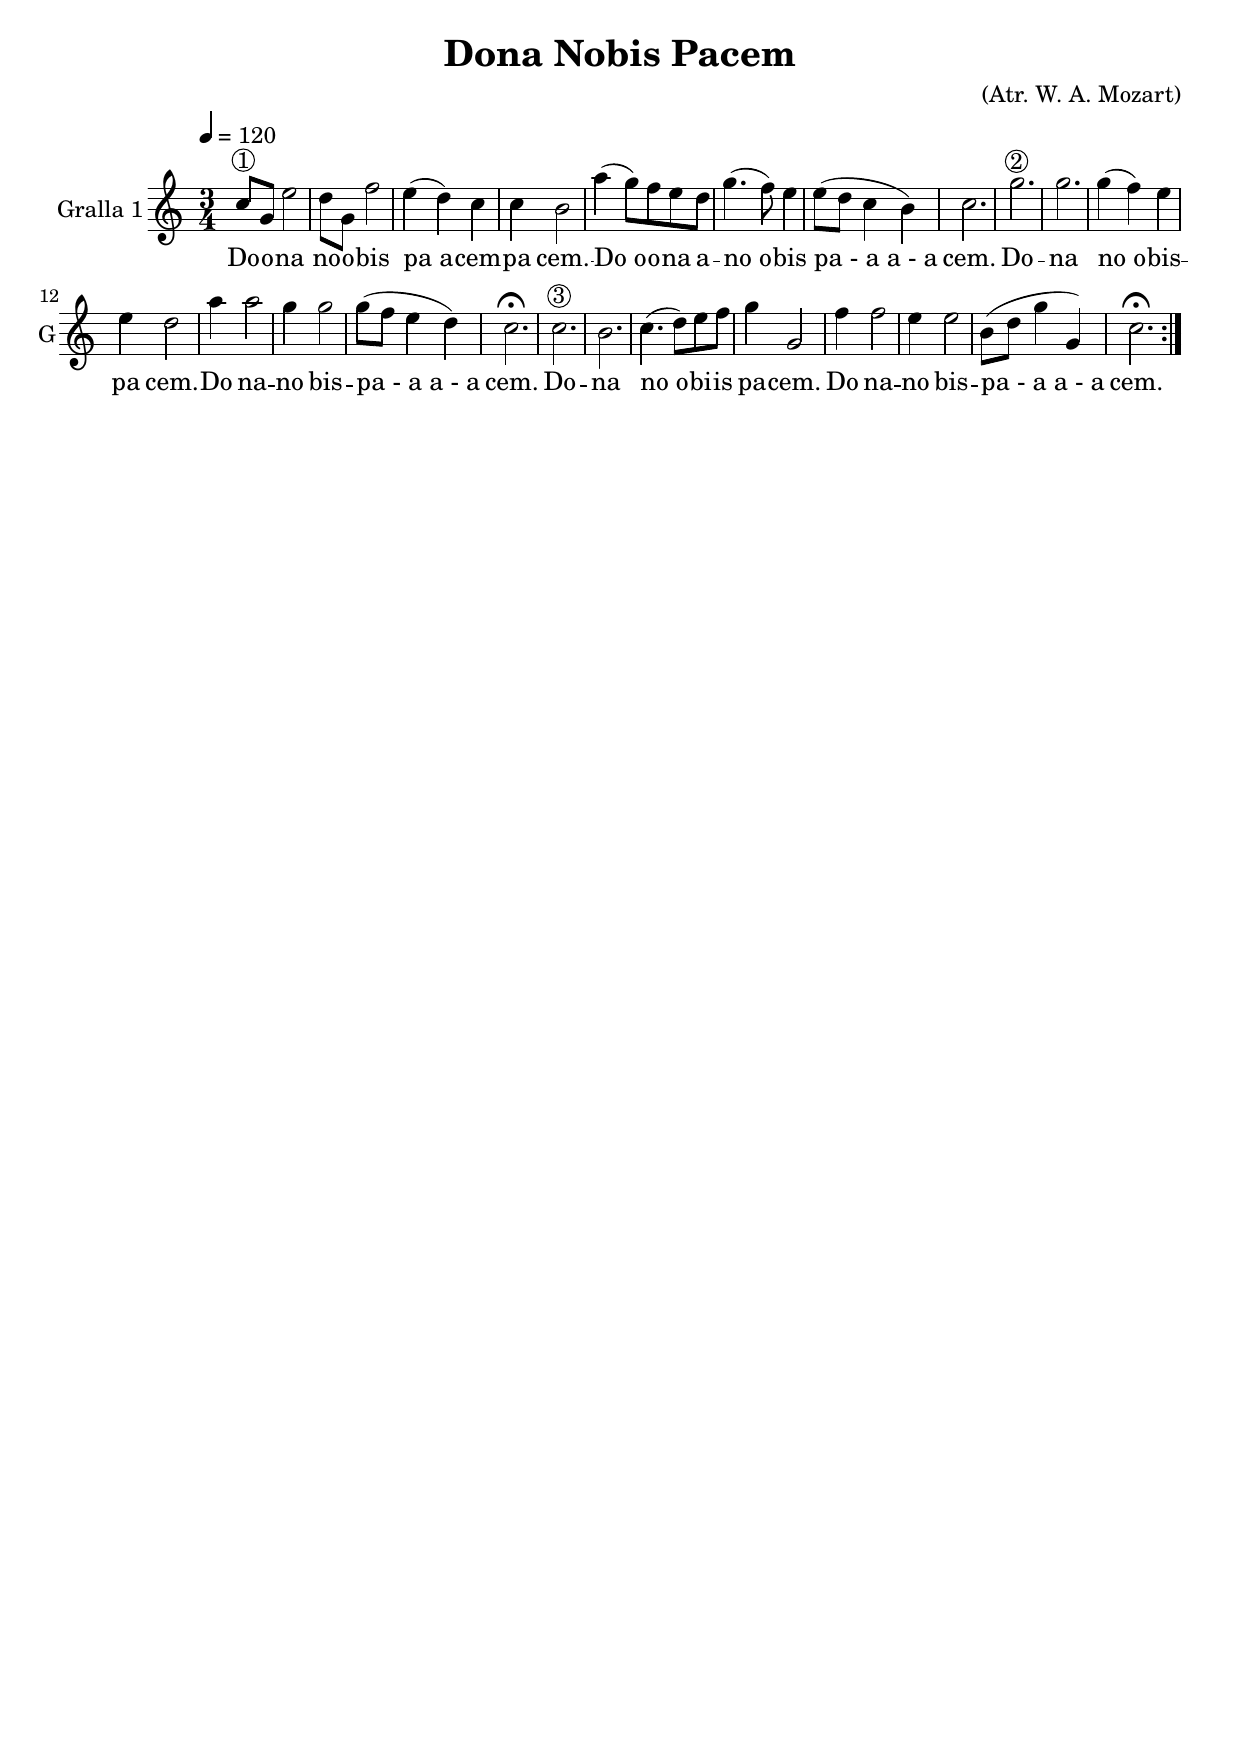 Dona Nobis Pacem
(Atr. W. A. Mozart)
= 120
① ②
Gralla 1
3
4
Doona noobis pa acem pa cem. -- Do oona a -- no obis pa - a a - a cem. Do -- na no obis --
12
G
③
pa cem. Do na -- no bis -- pa - a a - a cem. Do -- na no obiis pacem. Do na -- no bis -- pa - a a - a cem.